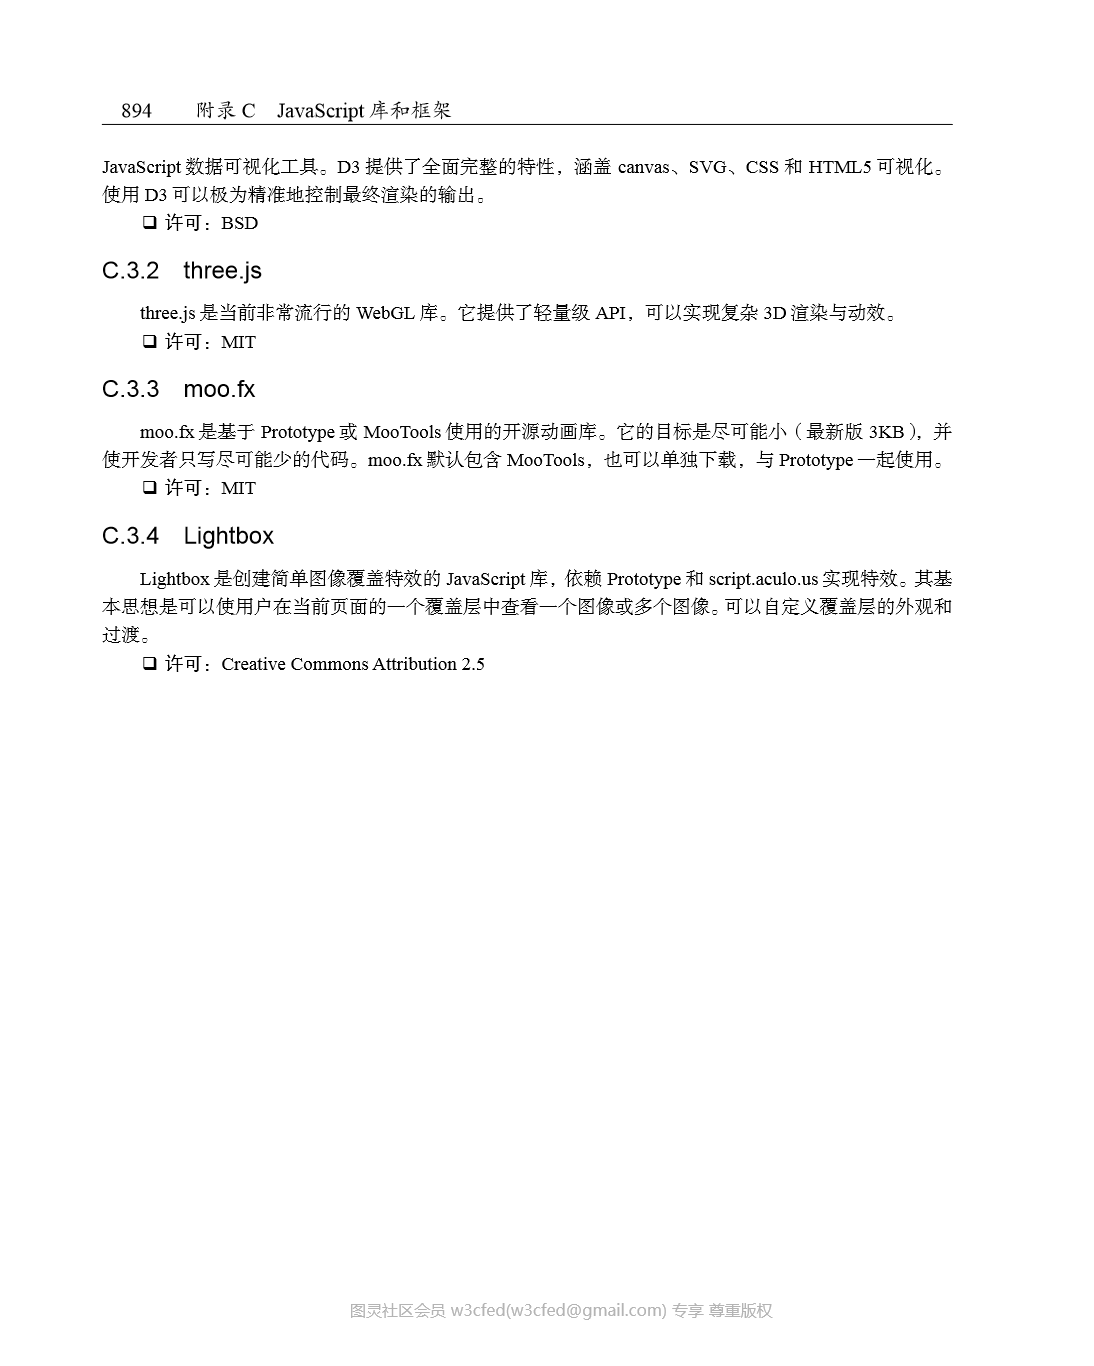 894 附录 C JavaScript 库和框架
JavaScript 数据可视化工具。D3 提供了全面完整的特性，涵盖 canvas、SVG、CSS 和 HTML5 可视化。
使用 D3 可以极为精准地控制最终渲染的输出。
❑ 许可：BSD
C.3.2 three.js
three.js 是当前非常流行的 WebGL 库。它提供了轻量级 API，可以实现复杂 3D 渲染与动效。
❑ 许可：MIT
C.3.3 moo.fx
moo.fx 是基于 Prototype 或 MooTools 使用的开源动画库。它的目标是尽可能小（最新版 3KB），并
使开发者只写尽可能少的代码。moo.fx 默认包含 MooTools，也可以单独下载，与 Prototype 一起使用。
❑ 许可：MIT
C.3.4 Lightbox
Lightbox 是创建简单图像覆盖特效的 JavaScript 库，依赖 Prototype 和 script.aculo.us 实现特效。其基
本思想是可以使用户在当前页面的一个覆盖层中查看一个图像或多个图像。可以自定义覆盖层的外观和
过渡。
❑ 许可：Creative Commons Attribution 2.5
图灵社区会员 w3cfed(w3cfed@gmail.com) 专享 尊重版权